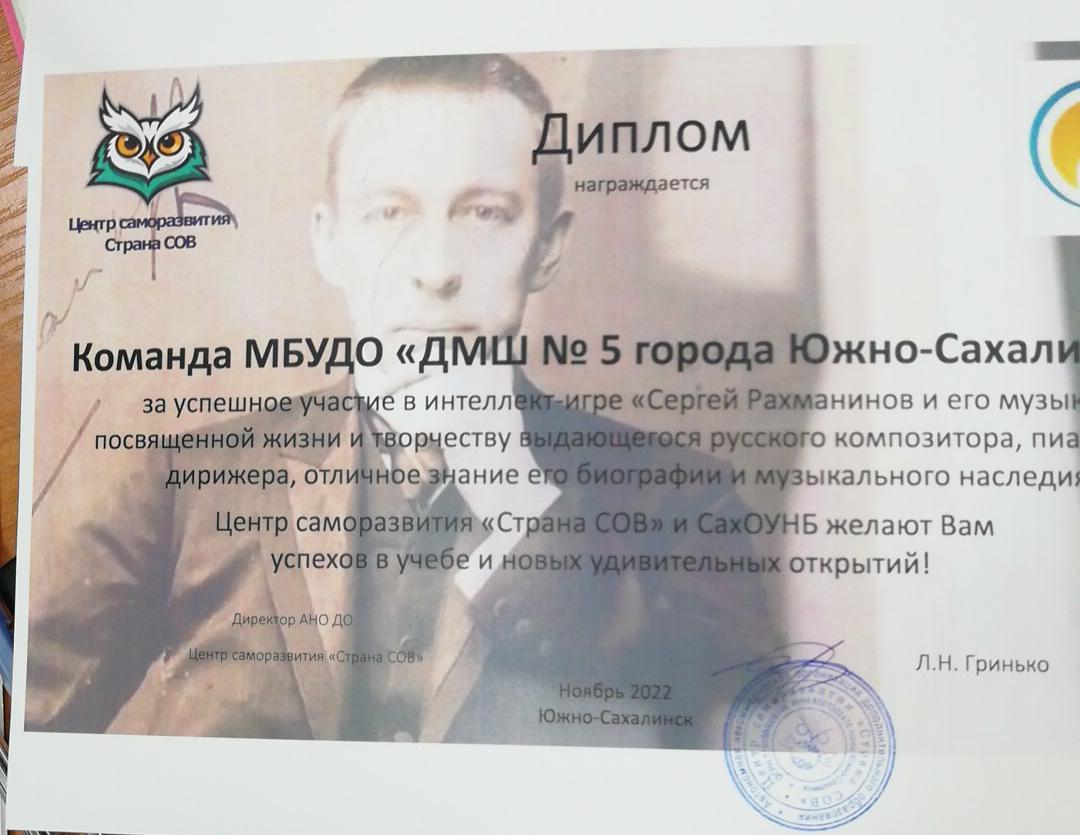 Диплом
награждается
Центр саморазвития
Страна СОВ
Команда МБУДО «ДМШ № 5 города Южно-Сахали
за успешное участие в интеллект-игре «Сергей Рахманинов и его музык
посвященной жизни и творчеству выдающегося русского композитора, пиа
дирижера, отличное знание его биографии и музыкального наследия
Центр саморазвития «Страна СОВ» и СахОУНБ желают Вам
успехов в учебе и новых удивительных открытий!
Директор АНО ДО
Центр саморазвития «Страна СОВ»
Л.Н. Гринько
Ноябрь 2022
Южно-Сахалинск